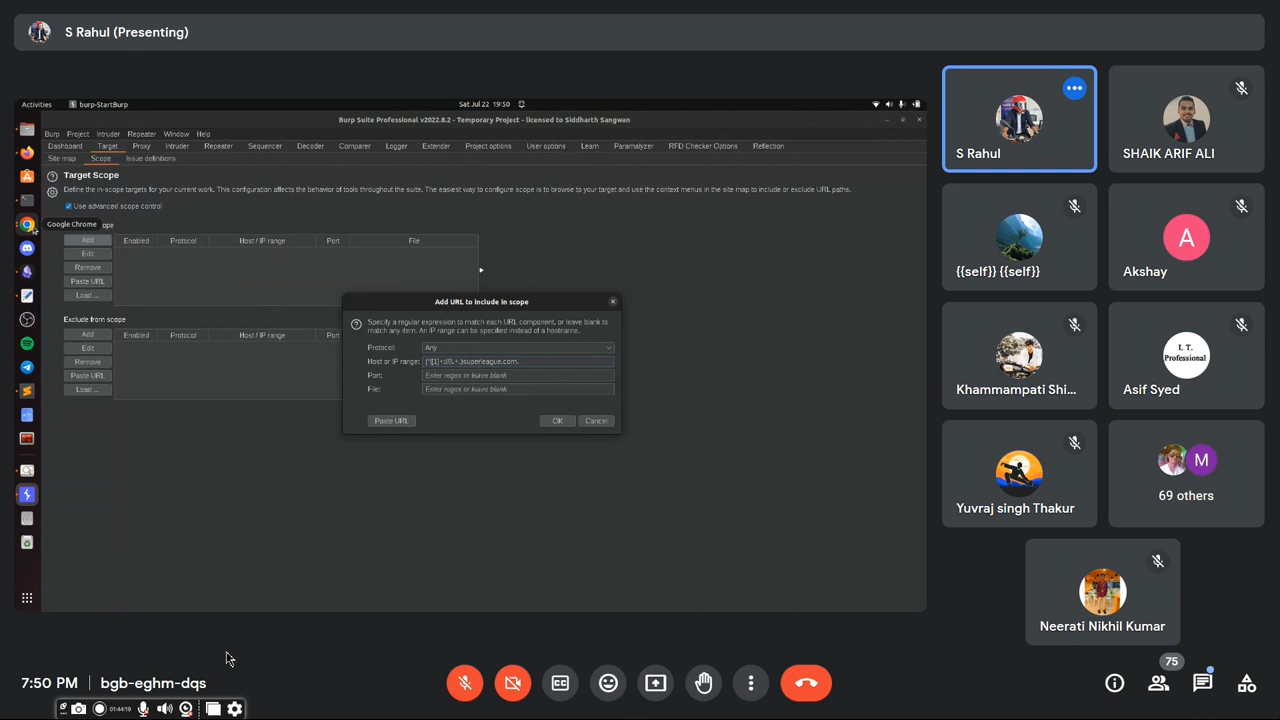 S Rahul (Presenting)
Activities
burp-StartBurp
Sat Jul 22 19:50
Burp Suite Professional v2022.8.2 - Temporary Project - licensed to Siddharth Sangwan
Burp Project Intruder Repeater Window Help
Dashboard Target Proxy Intruder Repeater Sequencer Decoder Comparer Logger Extender Project options User options Learn Paramalyzer RFD Checker Options Reflection
Site map Scope Issue definitions
Target Scope
Define the in-scope targets for your current work. This configuration affects the behavior of tools throughout the suite. The easiest way to configure scope is to browse to your target and use the context menus in the site map to include or exclude URL paths.
Use advanced scope control
Google Chrome
Add Enabled Protocol Host / IP range Port File
Edit
Remove
Paste URL
Load ...
Exclude from scope
Add Enabled Protocol Host / IP range Port
Edit
Remove
Paste URL
Load ...
Add URL to include in scope
Specify a regular expression to match each URL component, or leave blank to
match any item. An IP range can be specified instead of a hostname.
Protocol: Any
Host or IP range:
Port: Enter regex or leave blank
File: Enter regex or leave blank
Paste URL OK Cancel
S Rahul
SHAIK ARIF ALI
{{self}} {{self}}
A
Akshay
Khammampati Shi...
I. T.
Professional
Asif Syed
Yuvraj singh Thakur
M
69 others
Neerati Nikhil Kumar
7:50 PM | bgb-eghm-dqs
75
01:44:19